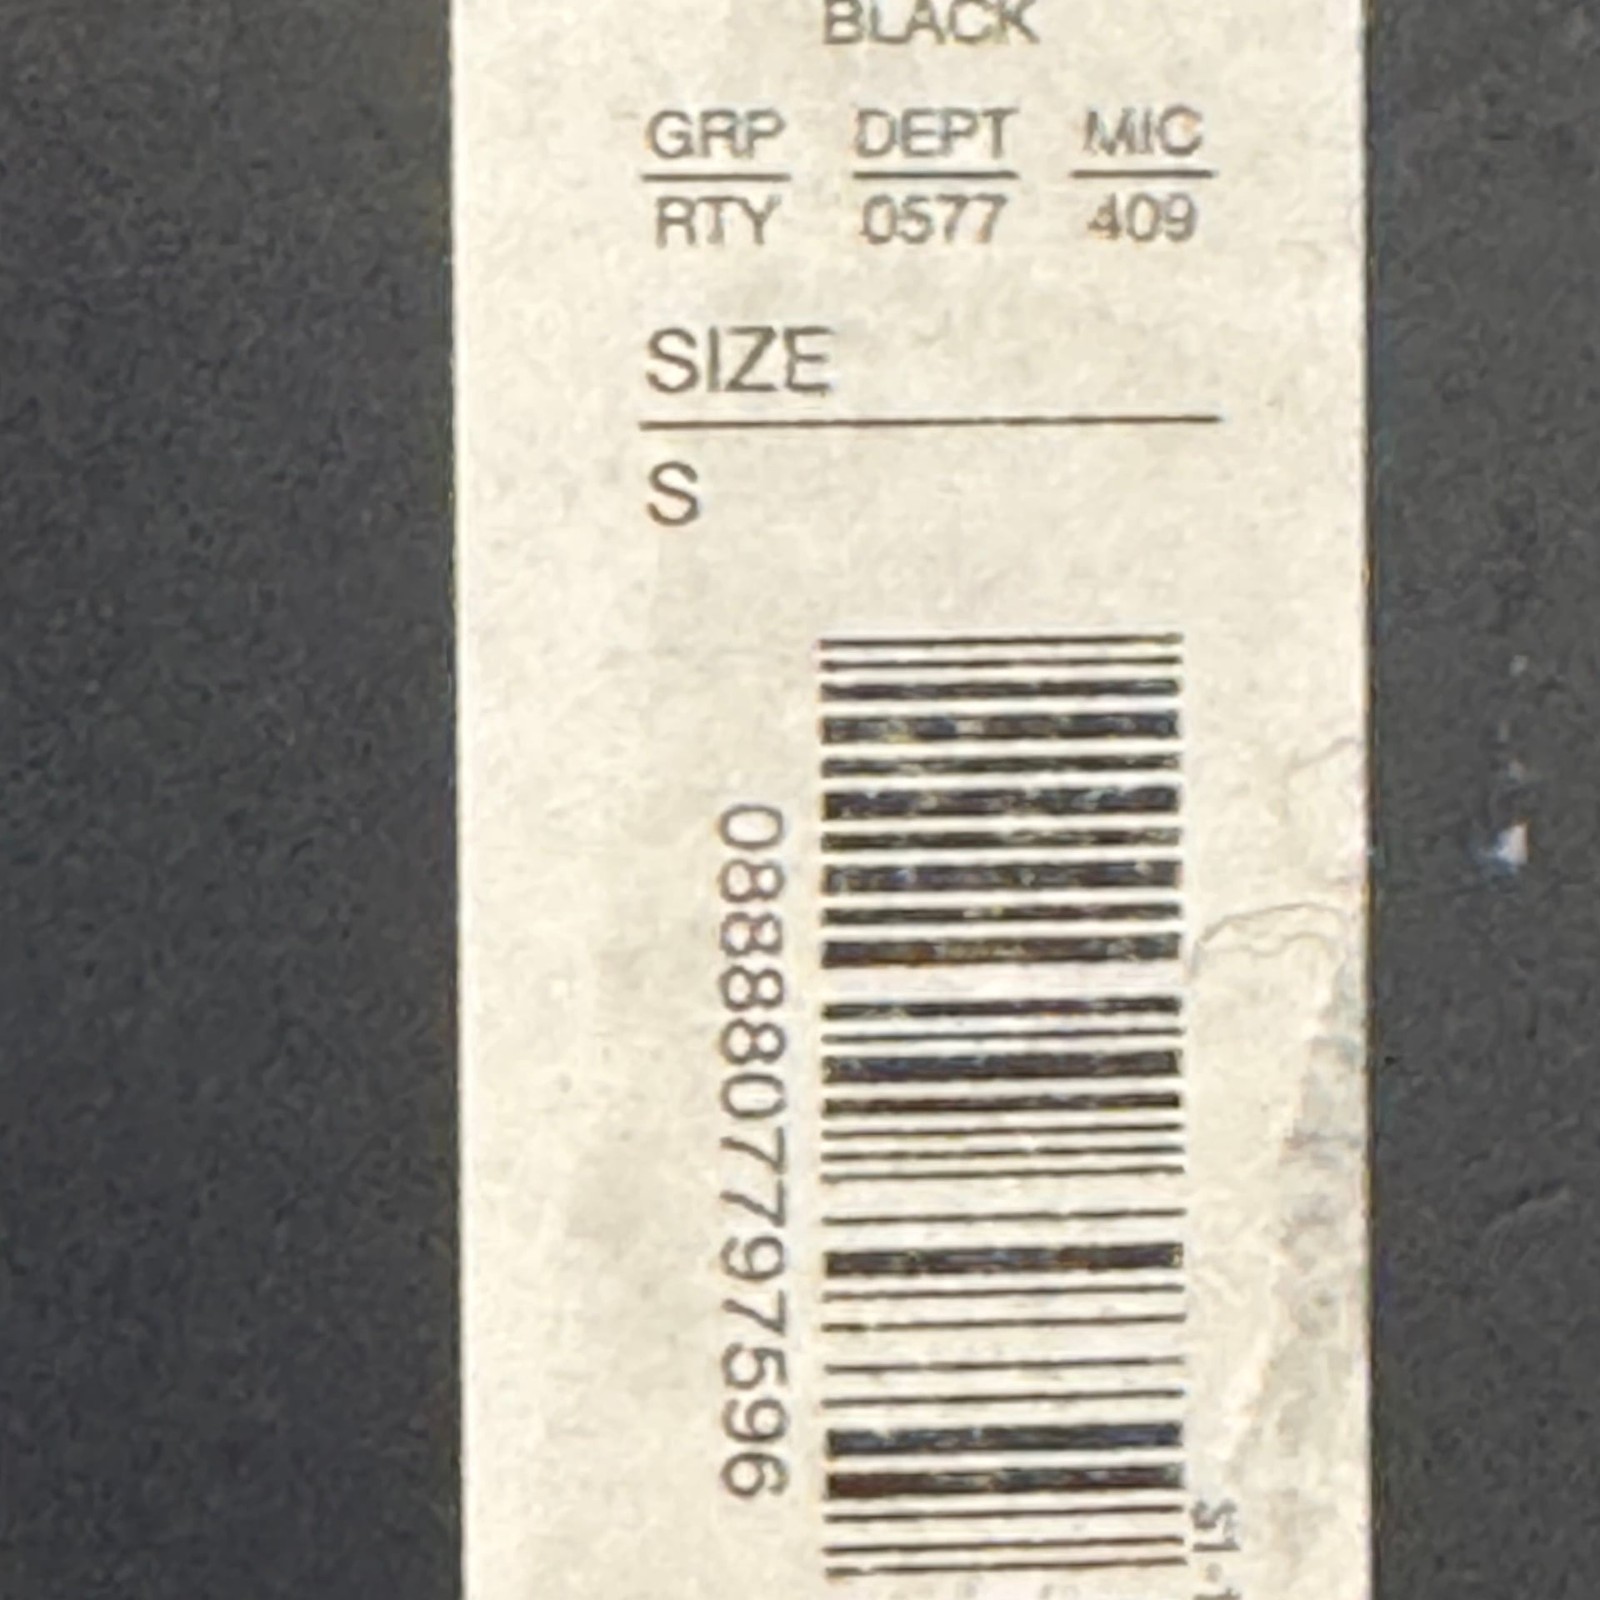 BLACK
GRP DEPT MIC
RTY 0577 409
SIZE
S
0888807797596